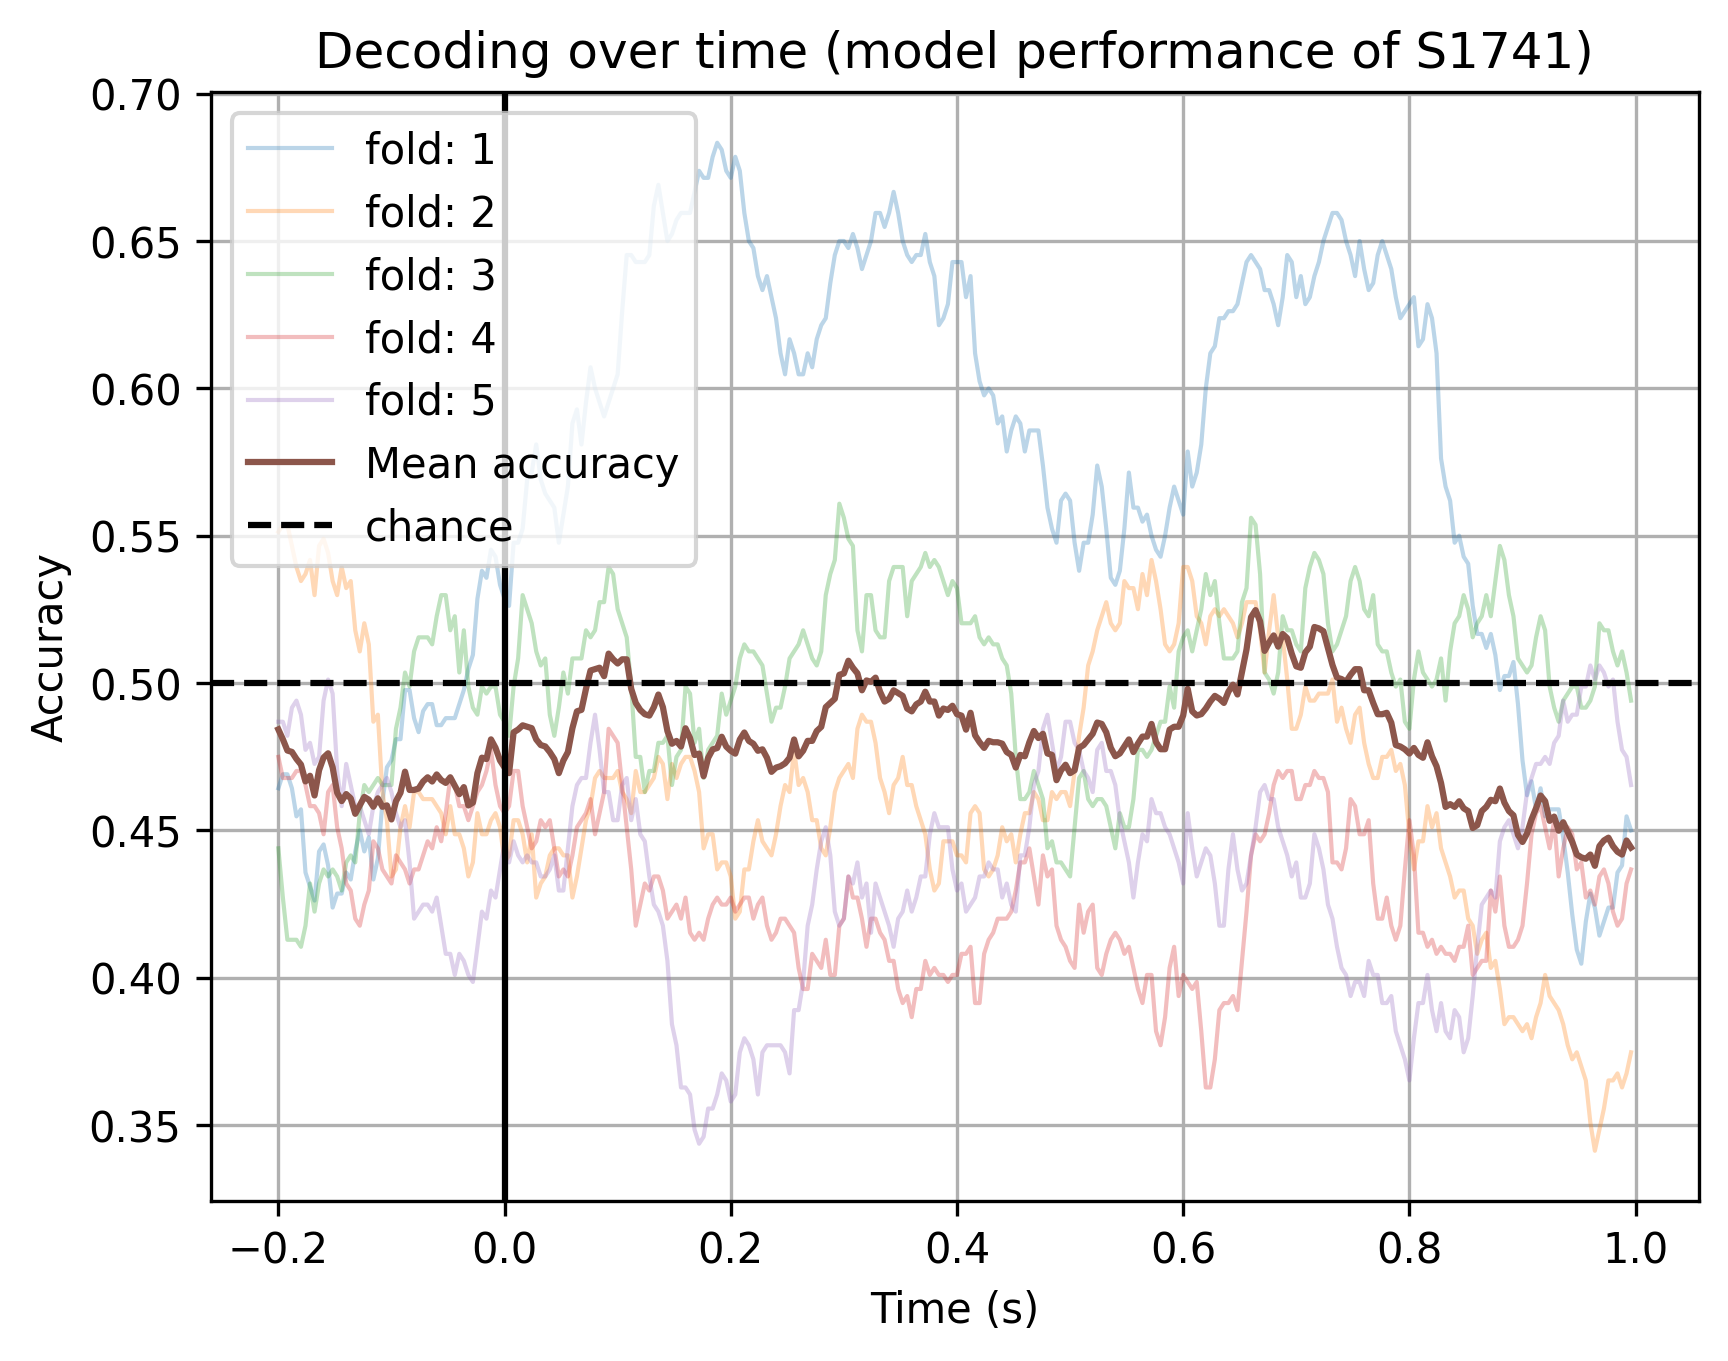 Decoding over time (model performance of S1741)
0.70
0.65
0.60
0.55
0.50
0.45
0.40
0.35
Accuracy
fold: 1
fold: 2
fold: 3
fold: 4
fold: 5
Mean accuracy
chance
−0.2
0.0
0.2
0.4
0.6
0.8
1.0
Time (s)